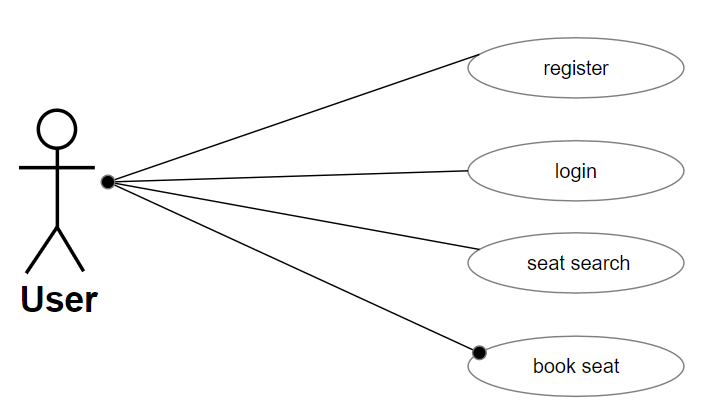 register
login
seat search
book seat
User